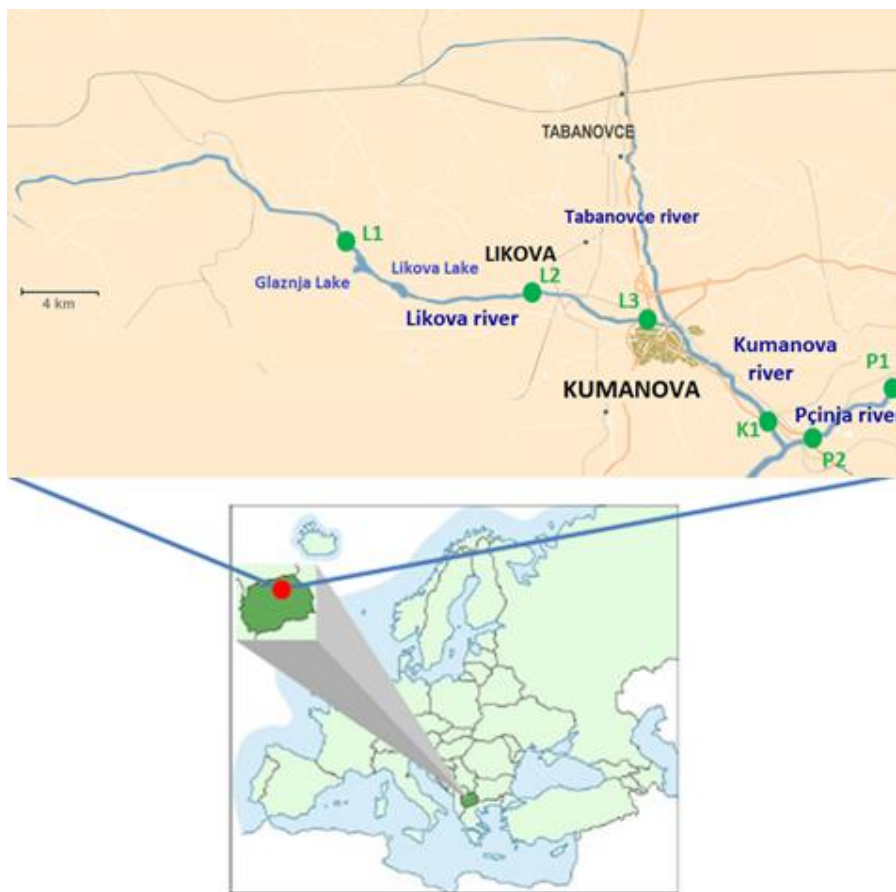 TABANOVCE
Tabanovce river
L1
LIKOVA
Likova Lake
L2
Glaznja Lake
4 km
L3
Likova river
Kumanova
river
P1
KUMANOVA
Pçinja river
K1
P2